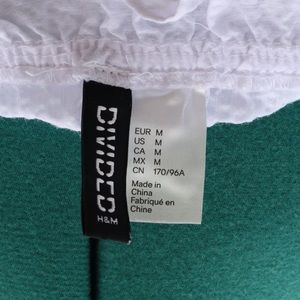 DIVIDED
H&M
EUR M
US M
CA M
MX M
CN 170/96A
Made in
China
Fabriqué en
Chine